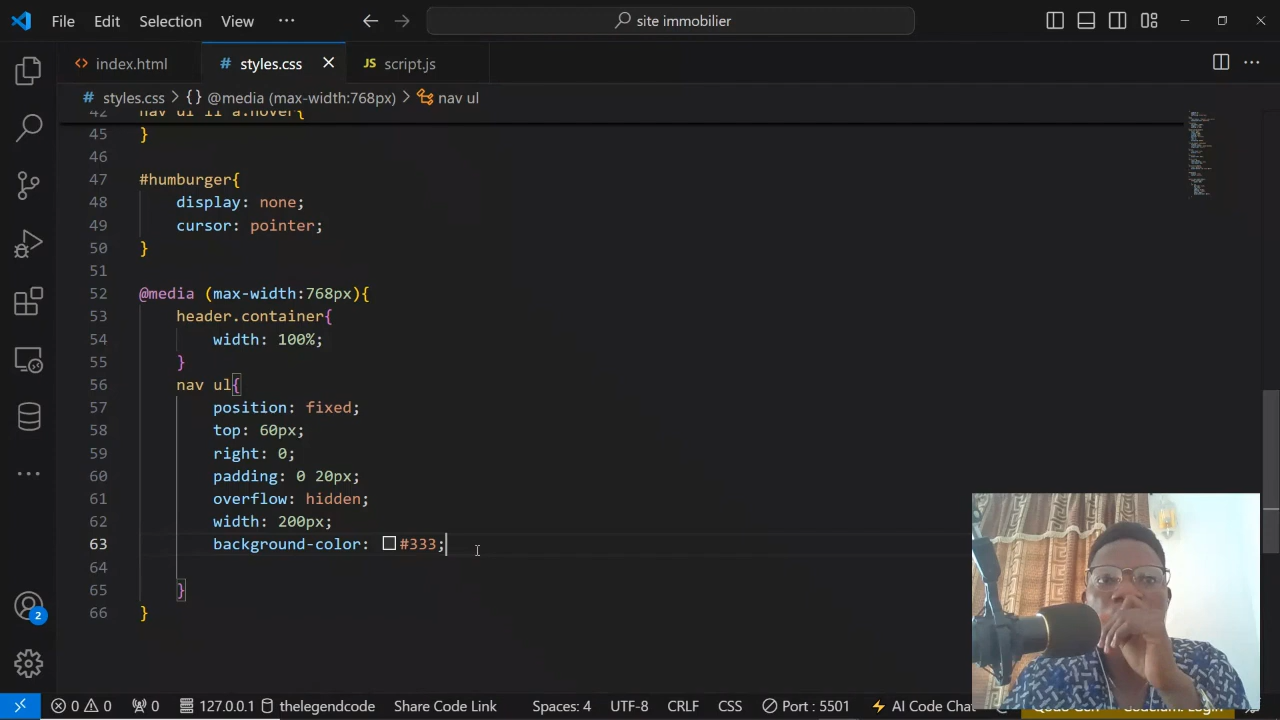 File Edit Selection View ··· site immobilier
index.html # styles.css JS script.js
# styles.css > {} @media (max-width:768px) > nav ul
42 nav ul li a:hover{
45 }
46
47 #humburger{
48 display: none;
49 cursor: pointer;
50 }
51
52 @media (max-width:768px){
53 header.container{
54 width: 100%;
55 }
56 nav ul{
57 position: fixed;
58 top: 60px;
59 right: 0;
60 padding: 0 20px;
61 overflow: hidden;
62 width: 200px;
63 background-color: #333;
64
65 }
66 }
2
0 0 0 127.0.0.1 thelegendcode Share Code Link Spaces: 4 UTF-8 CRLF CSS Port : 5501 AI Code Chat